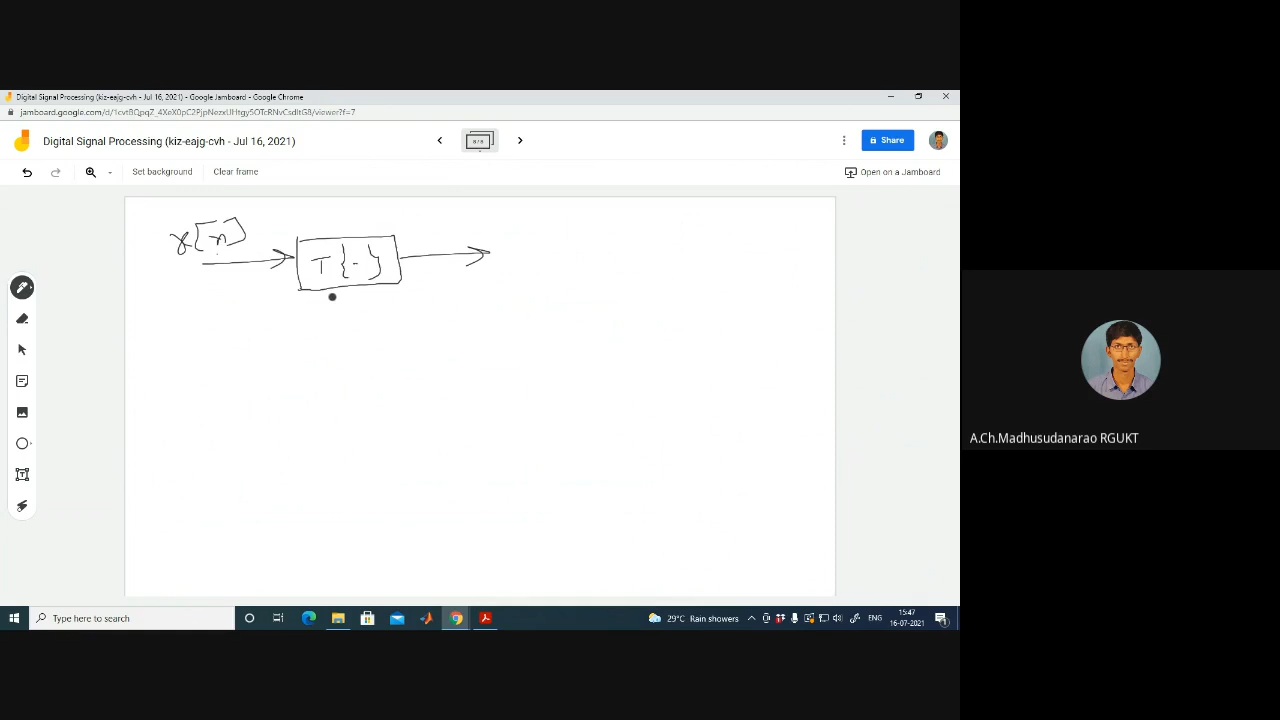 Digital Signal Processing (kiz-eajg-cvh - Jul 16, 2021) - Google Jamboard - Google Chrome
Digital Signal Processing (kiz-eajg-cvh - Jul 16, 2021)
8/8
Share
Set background
Clear frame
Open on a Jamboard
x[n]
T{-}
A.Ch.Madhusudanarao RGUKT
Type here to search
29°C Rain showers
ENG
15:47
16-07-2021